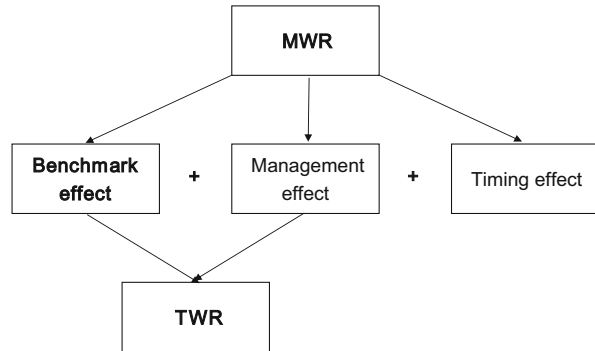 MWR
Benchmark
effect
+
Management
effect
+
Timing effect
TWR